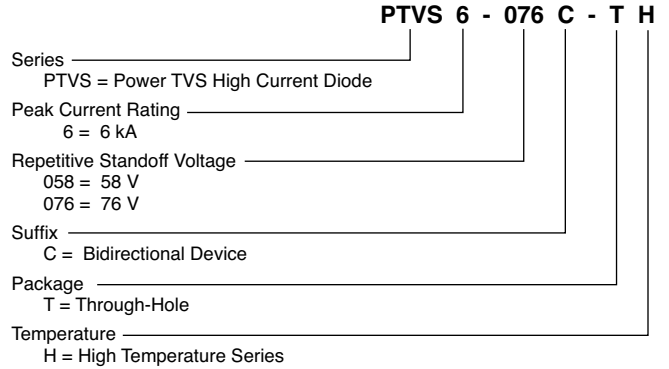 PTVS 6 - 076 C - T H
Series
PTVS = Power TVS High Current Diode
Peak Current Rating
6 = 6 kA
Repetitive Standoff Voltage
058 = 58 V
076 = 76 V
Suffix
C = Bidirectional Device
Package
T = Through-Hole
Temperature
H = High Temperature Series